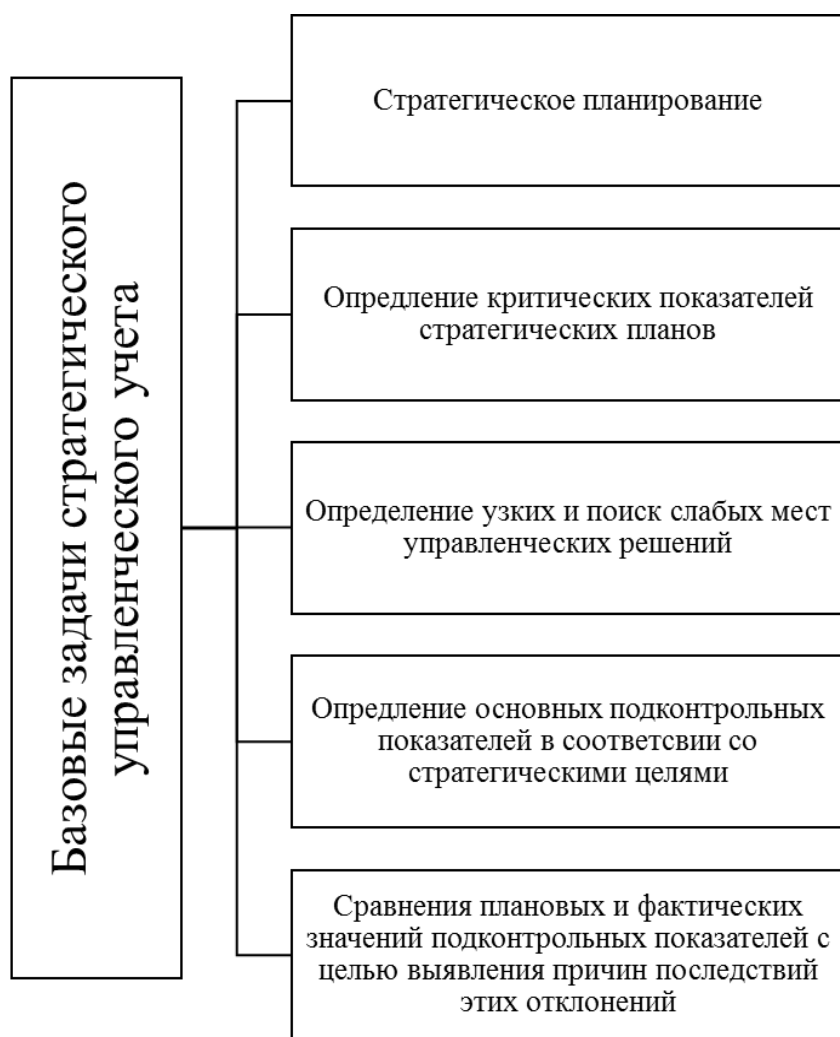 Базовые задачи стратегического
управленческого учета
Стратегическое планирование
Опредление критических показателей
стратегических планов
Определение узких и поиск слабых мест
управленческих решений
Опредление основных подконтрольных
показателей в соответсвии со
стратегическими целями
Сравнения плановых и фактических
значений подконтрольных показателей с
целью выявления причин последствий
этих отклонений